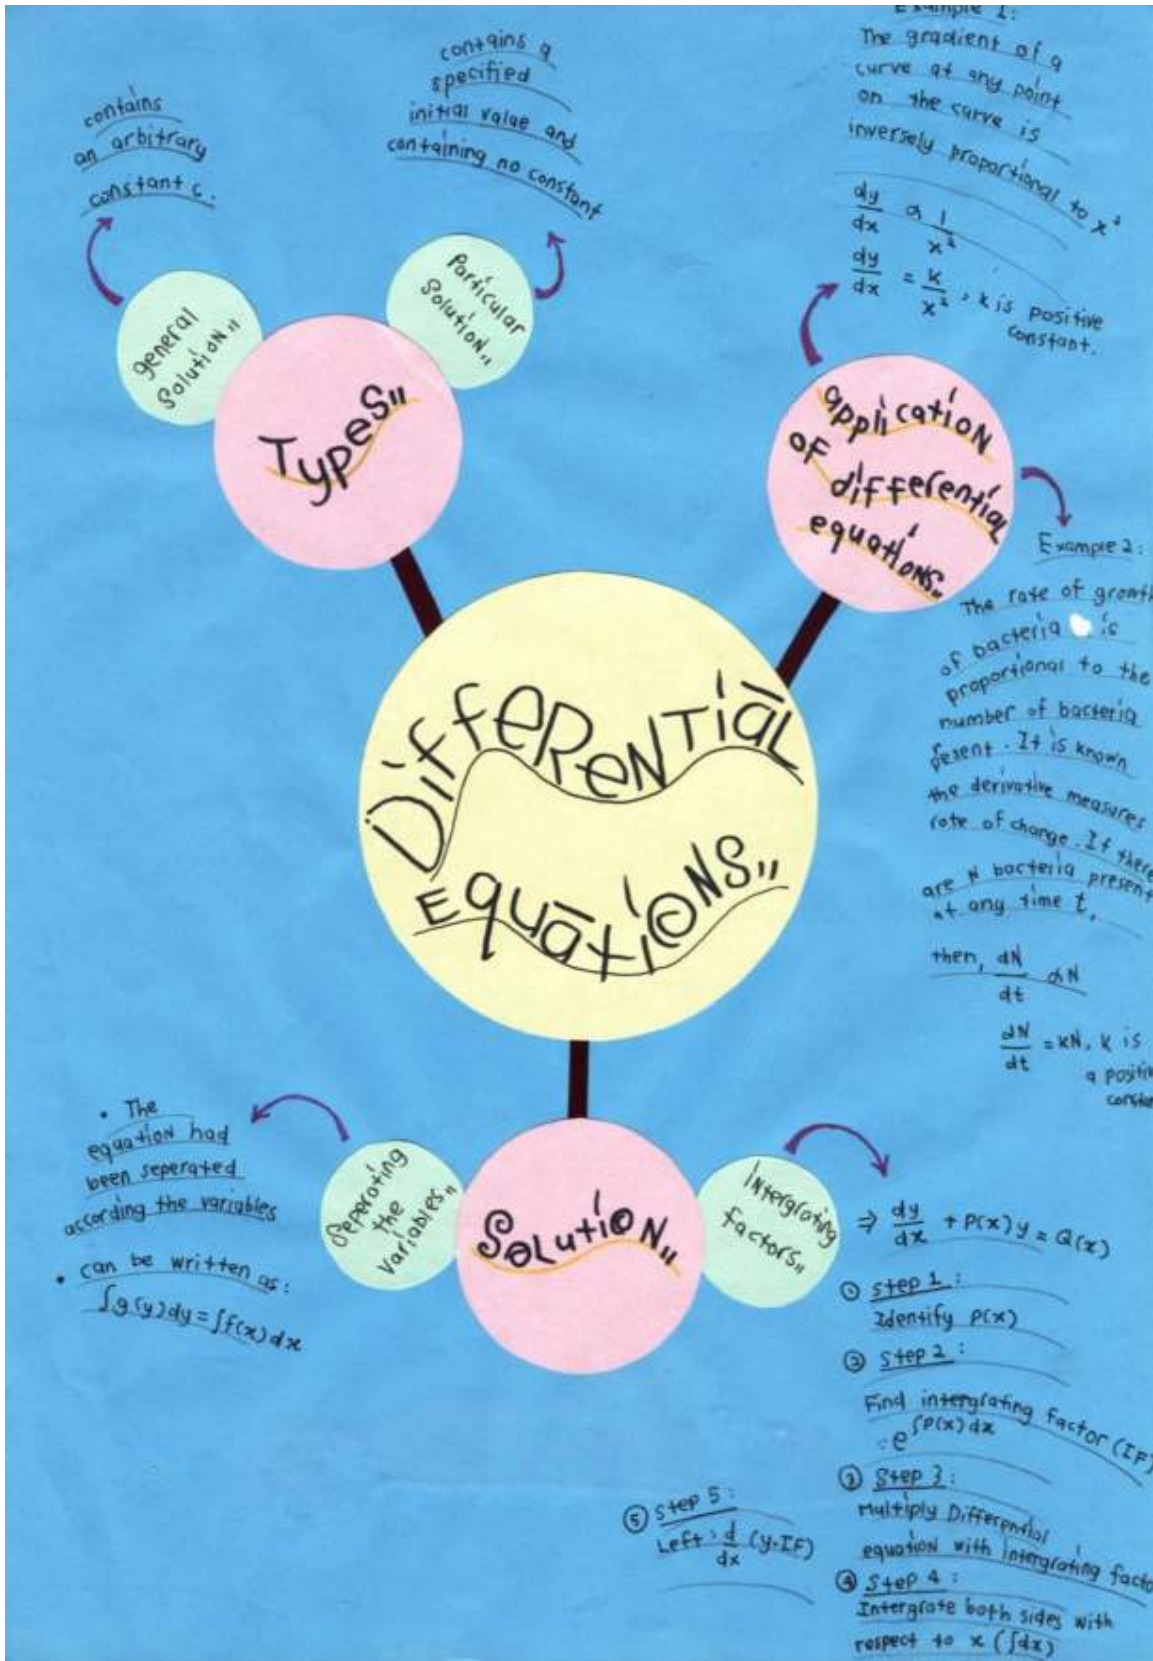 contains
an arbitrary
constant c.
contains a
specified
initial value and
containing no constant
general
Solution,,
Particular
Solution,,
Types,,
Example 1:
The gradient of a
curve at any point
on the curve is
inversely proportional to x²
dy/dx ∝ 1/x²
dy/dx = k/x², k is positive
constant.
application
OF
differential
equations,,
Example 2:
The rate of growth
of bacteria is
proportional to the
number of bacteria
pesent. It is known
the derivative measures
rate of change. If there
are N bacteria present
at any time t,
then, dN/dt ∝ N
dN/dt = kN, k is
a positiv
consta
DiffeReNTial
Equations,,
• The
equation had
been seperated
according the variables
• can be written as:
∫g(y)dy = ∫f(x)dx
Seperating
the
Variables,,
Solution,,
Intergrating
factors,,
⇒ dy/dx + P(x)y = Q(x)
① Step 1:
Identify P(x)
② Step 2:
Find intergrating factor (IF)
: e^∫P(x)dx
③ Step 3:
Multiply Differential
equation with intergrating facto
④ Step 4:
Intergrate both sides with
respect to x (∫dx)
⑤ Step 5:
Left: d/dx (y.IF)